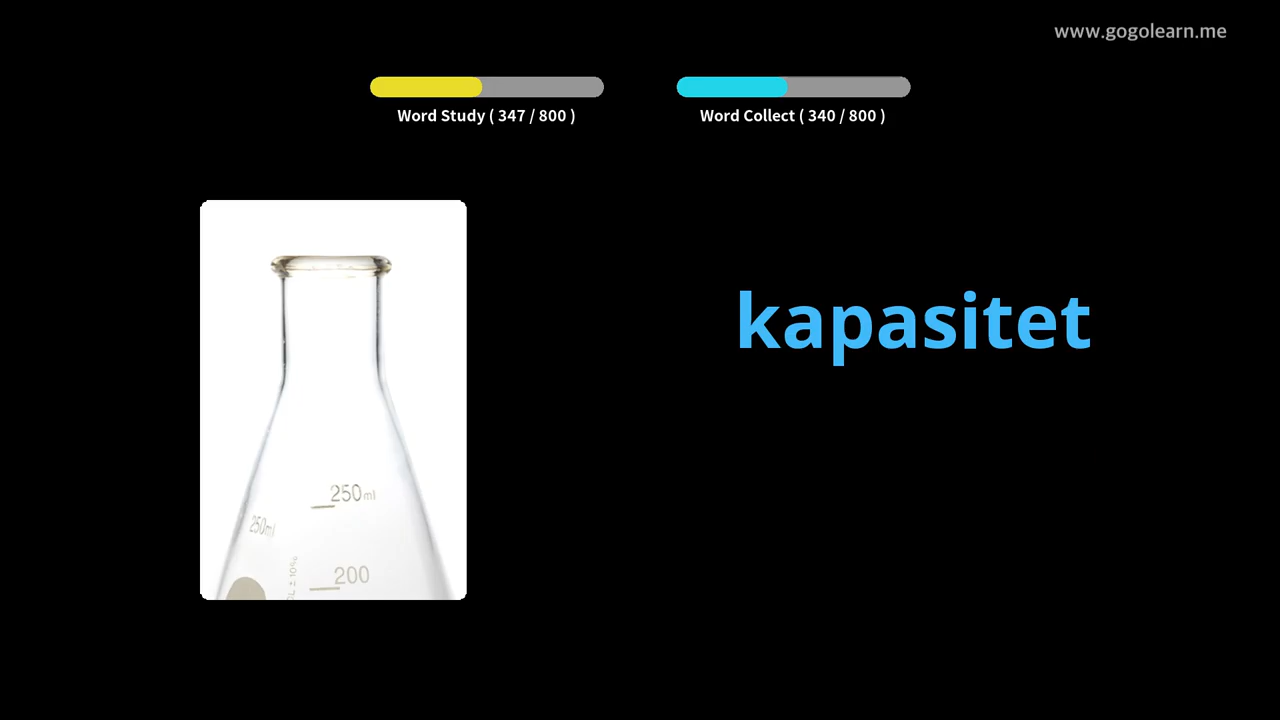 www.gogolearn.me
Word Study ( 347 / 800 )
Word Collect ( 340 / 800 )
kapasitet
250ml
250ml
200